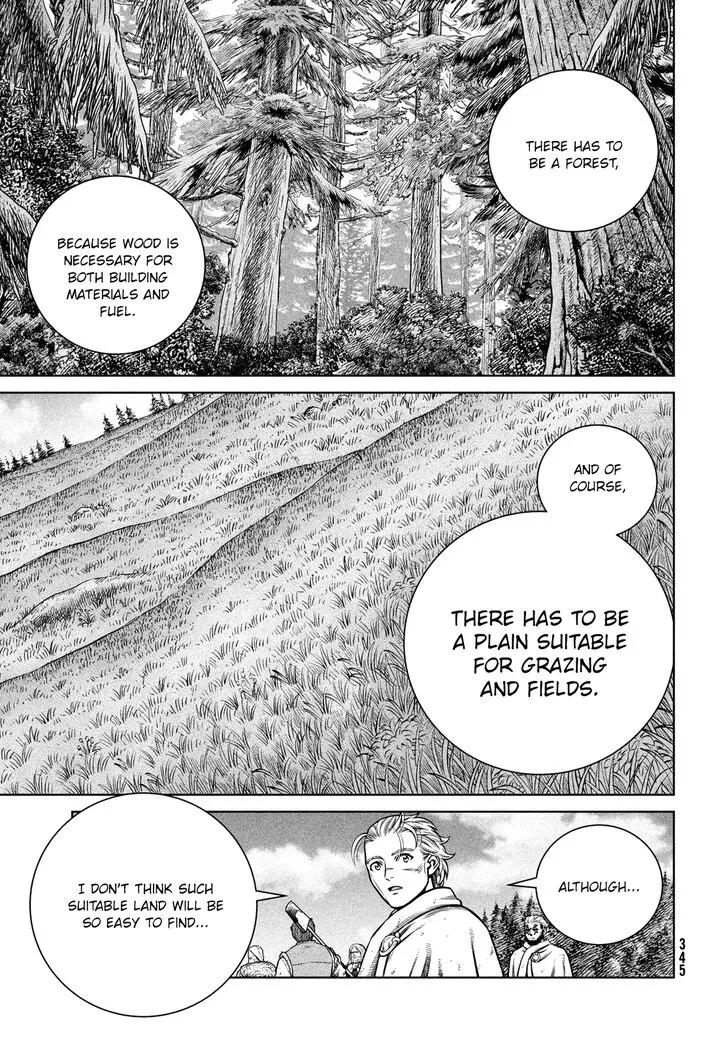 THERE HAS TO
BE A FOREST,
BECAUSE WOOD IS
NECESSARY FOR
BOTH BUILDING
MATERIALS AND
FUEL.
AND OF
COURSE,
THERE HAS TO BE
A PLAIN SUITABLE
FOR GRAZING
AND FIELDS.
ALTHOUGH...
I DON'T THINK SUCH
SUITABLE LAND WILL BE
SO EASY TO FIND...
345